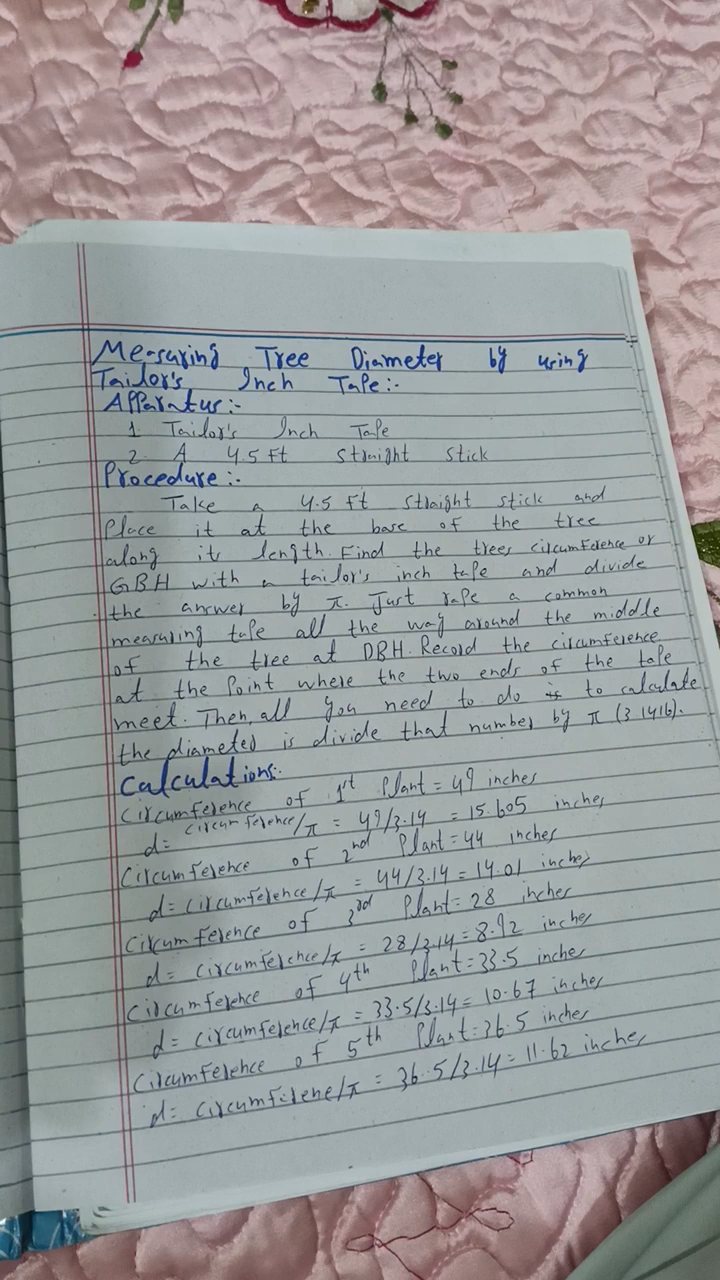 Measuring Tree Diameter by using
Tailor's Inch Tape:-
Apparatus:-
1. Tailor's Inch Tape
2. A 4.5 Ft straight stick
Procedure:-
Take a 4.5 Ft straight stick and
Place it at the base of the tree
along its length. Find the trees circumference or
GBH with a tailor's inch tape and divide
the answer by π. Just rape a common
measuring tape all the way around the middle
of the tree at DBH. Record the circumference
at the Point where the two ends of the tape
meet. Then, all you need to do is to calculate
the diameter is divide that number by π (3.1416).
Calculations:-
Circumference of 1st Plant = 49 inches
d= circumference/π = 49/3.14 = 15.605 inches
Circumference of 2nd Plant = 44 inches
d= circumference/π = 44/3.14 = 14.01 inches
Circumference of 3rd Plant = 28 inches
d= circumference/π = 28/3.14 = 8.92 inches
Circumference of 4th Plant = 33.5 inches
d= circumference/π = 33.5/3.14 = 10.67 inches
Circumference of 5th Plant = 36.5 inches
d= circumferene/π = 36.5/3.14 = 11.62 inches